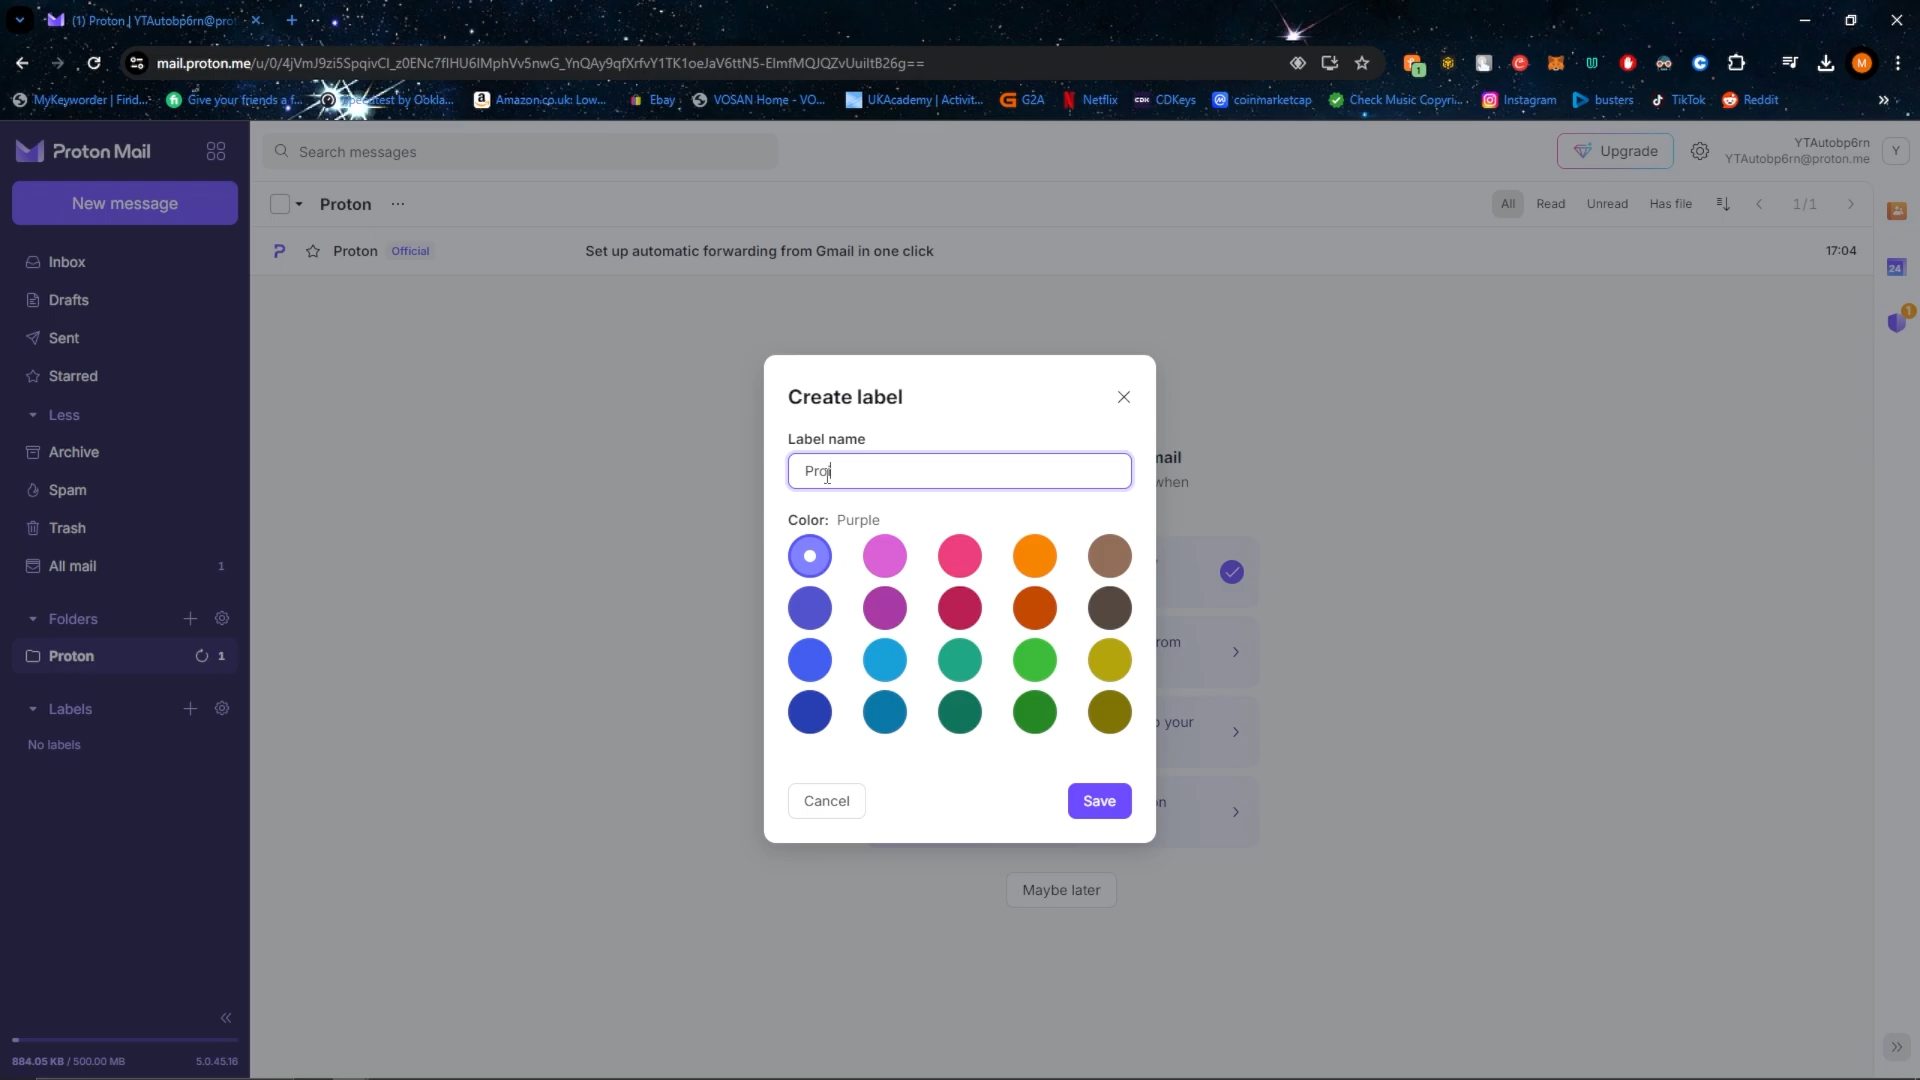 (1) Proton | YTAutobp6rn@pro
mail.proton.me/u/0/4jVmJ9zi5SpqivCI_z0ENc7flHU6lMphVv5nwG_YnQAy9qfXrfvY1TK1oeJaV6ttN5-ElmfMQJQZvUuiltB26g==
MyKeyworder | Find...
Give your friends a f...
Speedtest by Ookla...
Amazon.co.uk: Low...
Ebay
VOSAN Home - VO...
UKAcademy | Activit...
G2A
Netflix
CDKeys
coinmarketcap
Check Music Copyri...
Instagram
busters
TikTok
Reddit
Proton Mail
Search messages
Upgrade
YTAutobp6rn
YTAutobp6rn@proton.me
Y
New message
Proton
All
Read
Unread
Has file
1/1
Proton Official Set up automatic forwarding from Gmail in one click 17:04
Inbox
Drafts
Sent
Starred
Less
Archive
Spam
Trash
All mail 1
Folders
Proton 1
Labels
No labels
884.05 KB / 500.00 MB 5.0.45.16
Create label
Label name
Color: Purple
Cancel
Save
when
rom
your
Maybe later
24
1